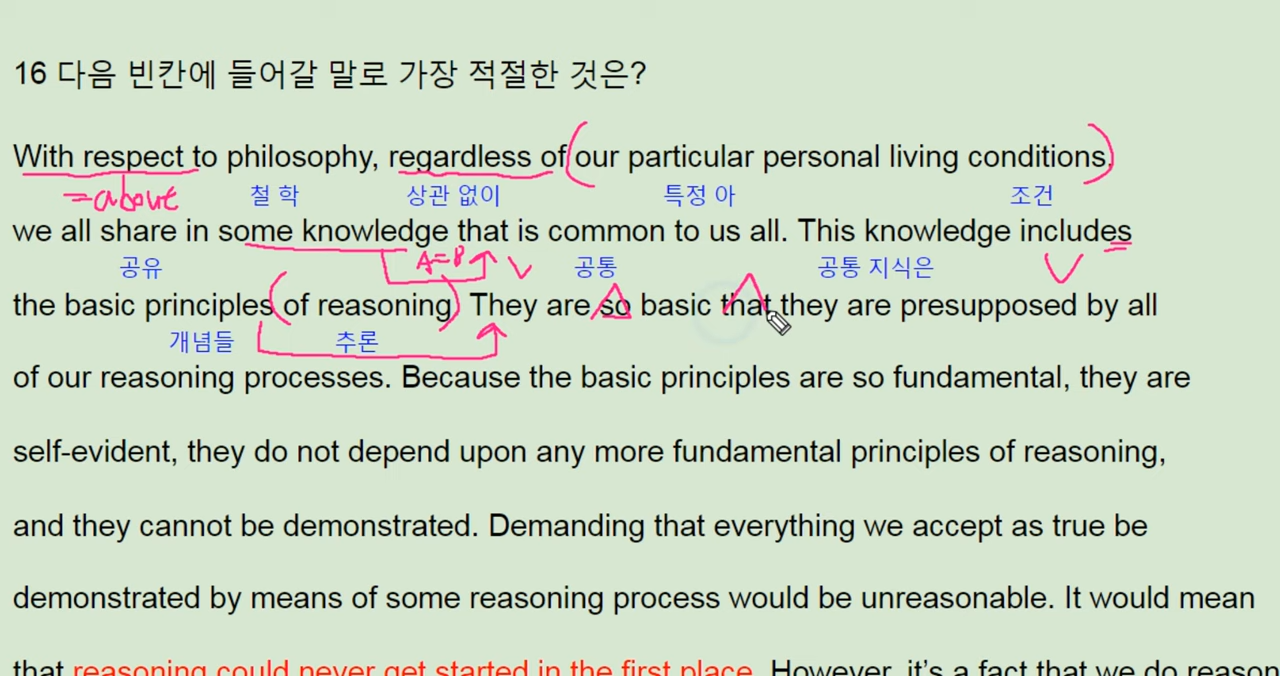 16 다음 빈칸에 들어갈 말로 가장 적절한 것은?
With respect to philosophy, regardless of our particular personal living conditions,
=about 철 학 상관 없이 특정 아 조건
we all share in some knowledge that is common to us all. This knowledge includes
공유 A=B 공통 공통 지식은
the basic principles of reasoning. They are so basic that they are presupposed by all
개념들 추론
of our reasoning processes. Because the basic principles are so fundamental, they are
self-evident, they do not depend upon any more fundamental principles of reasoning,
and they cannot be demonstrated. Demanding that everything we accept as true be
demonstrated by means of some reasoning process would be unreasonable. It would mean
that reasoning could never get started in the first place. However, it's a fact that we do reason